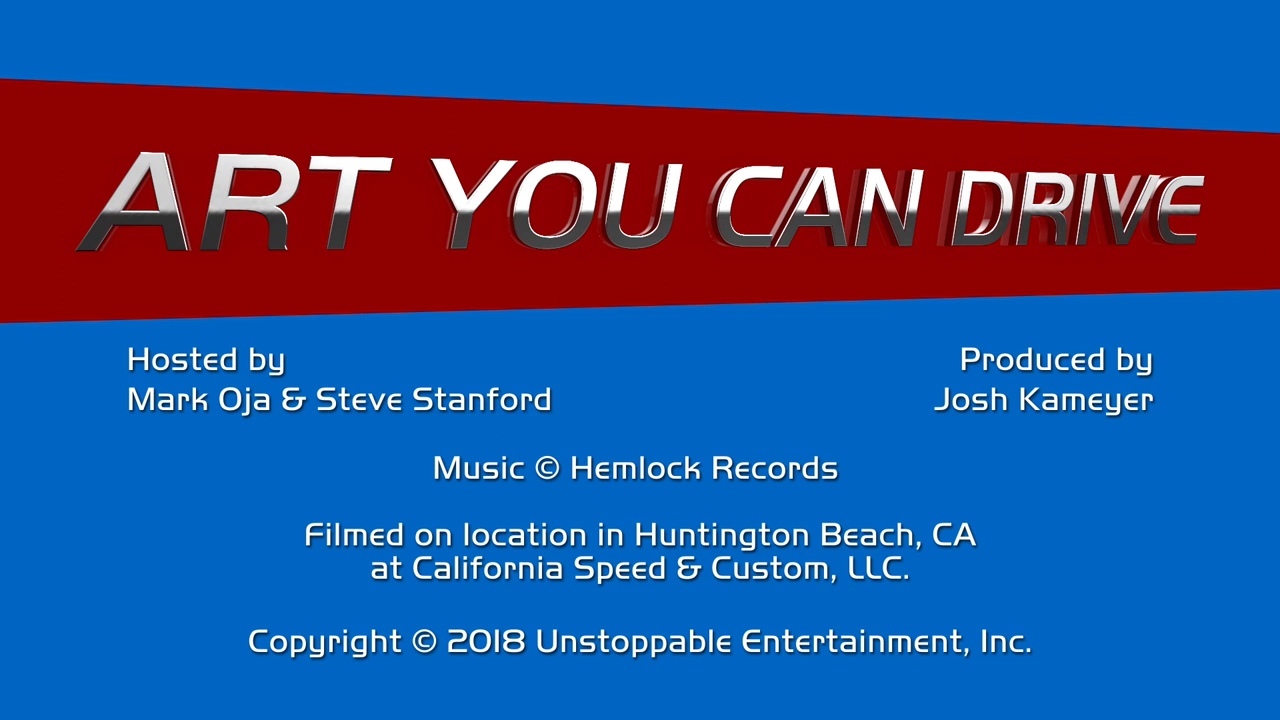 ART YOU CAN DRIVE
Hosted by
Mark Oja & Steve Stanford
Produced by
Josh Kameyer
Music © Hemlock Records
Filmed on location in Huntington Beach, CA
at California Speed & Custom, LLC.
Copyright © 2018 Unstoppable Entertainment, Inc.